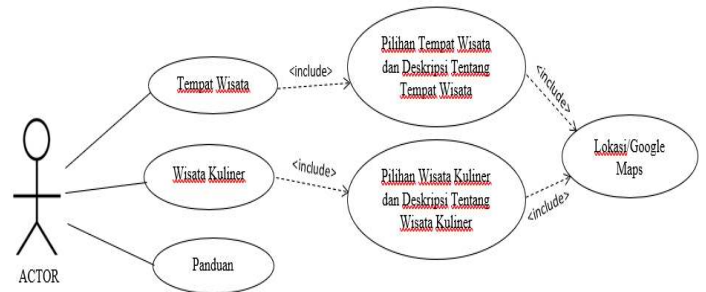 Tempat Wisata
<include>
Pilihan Tempat Wisata
dan Deskripsi Tentang
Tempat Wisata
<include>
Lokasi/Google
Maps
Wisata Kuliner
<include>
Pilihan Wisata Kuliner
dan Deskripsi Tentang
Wisata Kuliner
<include>
Panduan
ACTOR